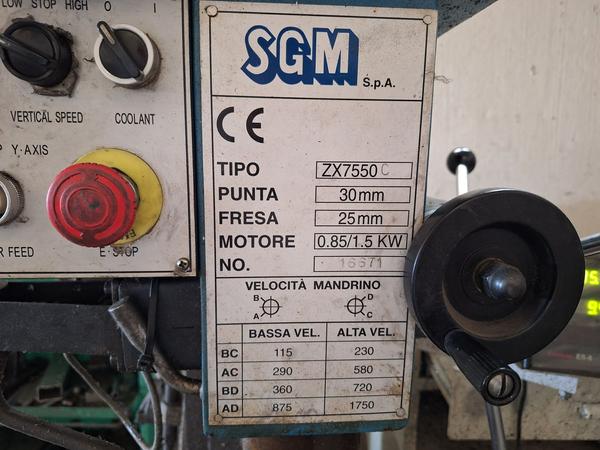 LOW STOP HIGH O I
VERTICAL SPEED COOLANT
Y-AXIS
FEED E-STOP
SGM S.p.A.
CE
TIPO ZX7550C
PUNTA 30mm
FRESA 25mm
MOTORE 0.85/1.5 KW
NO. 16671
VELOCITÀ MANDRINO
B D
A C
BASSA VEL. ALTA VEL.
BC 115 230
AC 290 580
BD 360 720
AD 875 1750